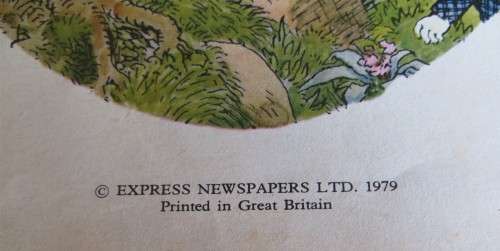 © EXPRESS NEWSPAPERS LTD. 1979
Printed in Great Britain